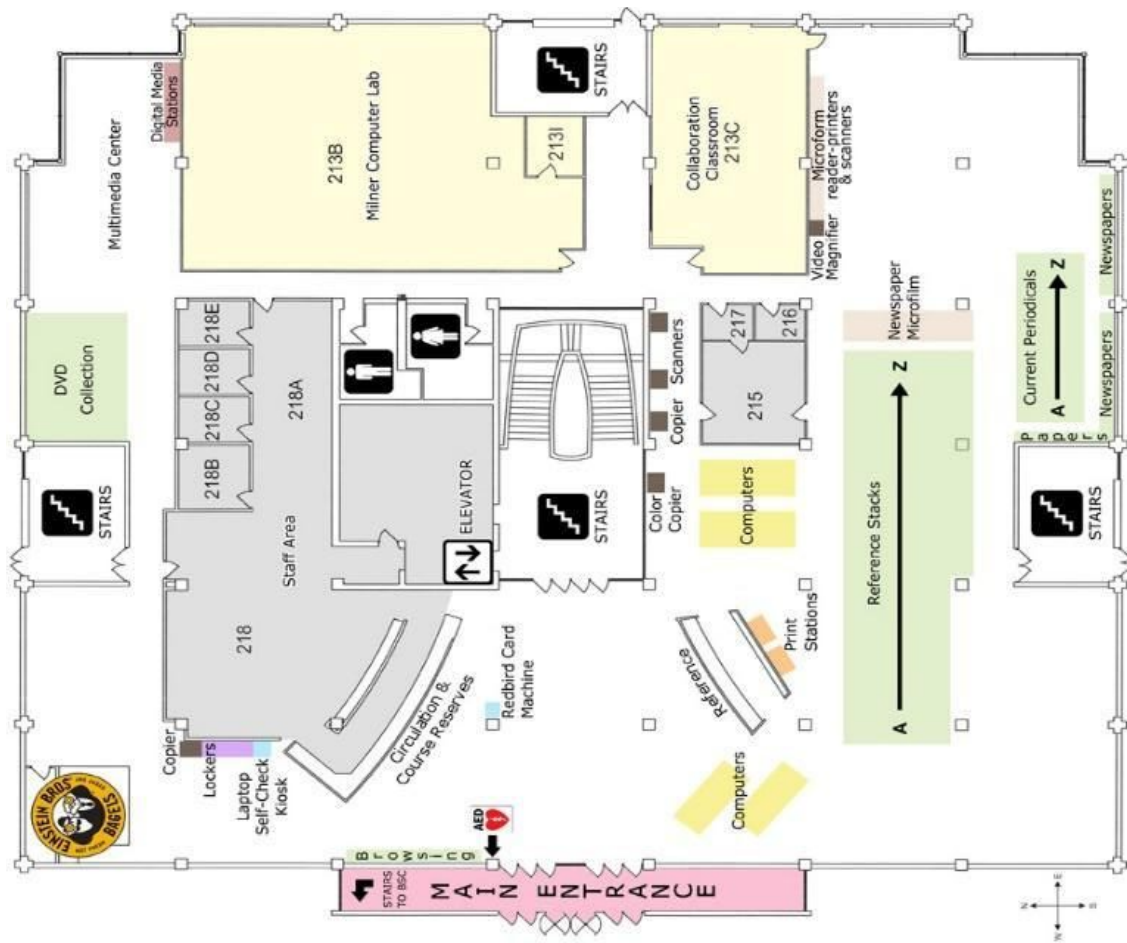 Digital Media
Stations
Multimedia Center
213B
Milner Computer Lab
213I
STAIRS
Collaboration
Classroom
213C
Microform
reader-printers
& scanners
Video
Magnifier
Newspapers
DVD
Collection
218E
218D
218C
218B
218A
217
216
215
Scanners
Copier
Color
Copier
Newspaper
Microfilm
Current Periodicals
A
Z
Newspapers
Papers
STAIRS
Staff Area
ELEVATOR
STAIRS
Computers
Reference Stacks
A
Z
STAIRS
218
Circulation &
Course Reserves
Redbird Card
Machine
Reference
Print
Stations
Copier
Lockers
Laptop
Self-Check
Kiosk
Computers
EINSTEIN BROS
BAGELS
Browsing
AED
STAIRS
TO BSC
MAIN ENTRANCE
N
E
S
W